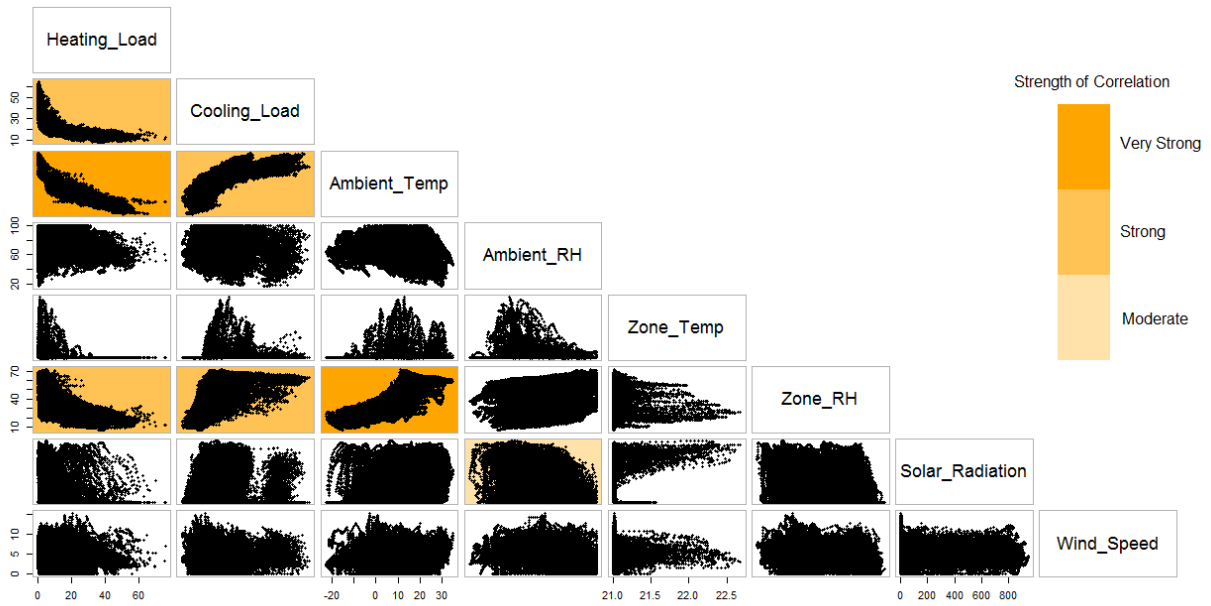 Heating_Load
Strength of Correlation
10 30 50
Cooling_Load
Very Strong
Ambient_Temp
Strong
20 60 100
Ambient_RH
Moderate
Zone_Temp
10 40 70
Zone_RH
Solar_Radiation
0 5 10
Wind_Speed
0 20 40 60 -20 0 10 30 21.0 21.5 22.0 22.5 0 200 400 600 800